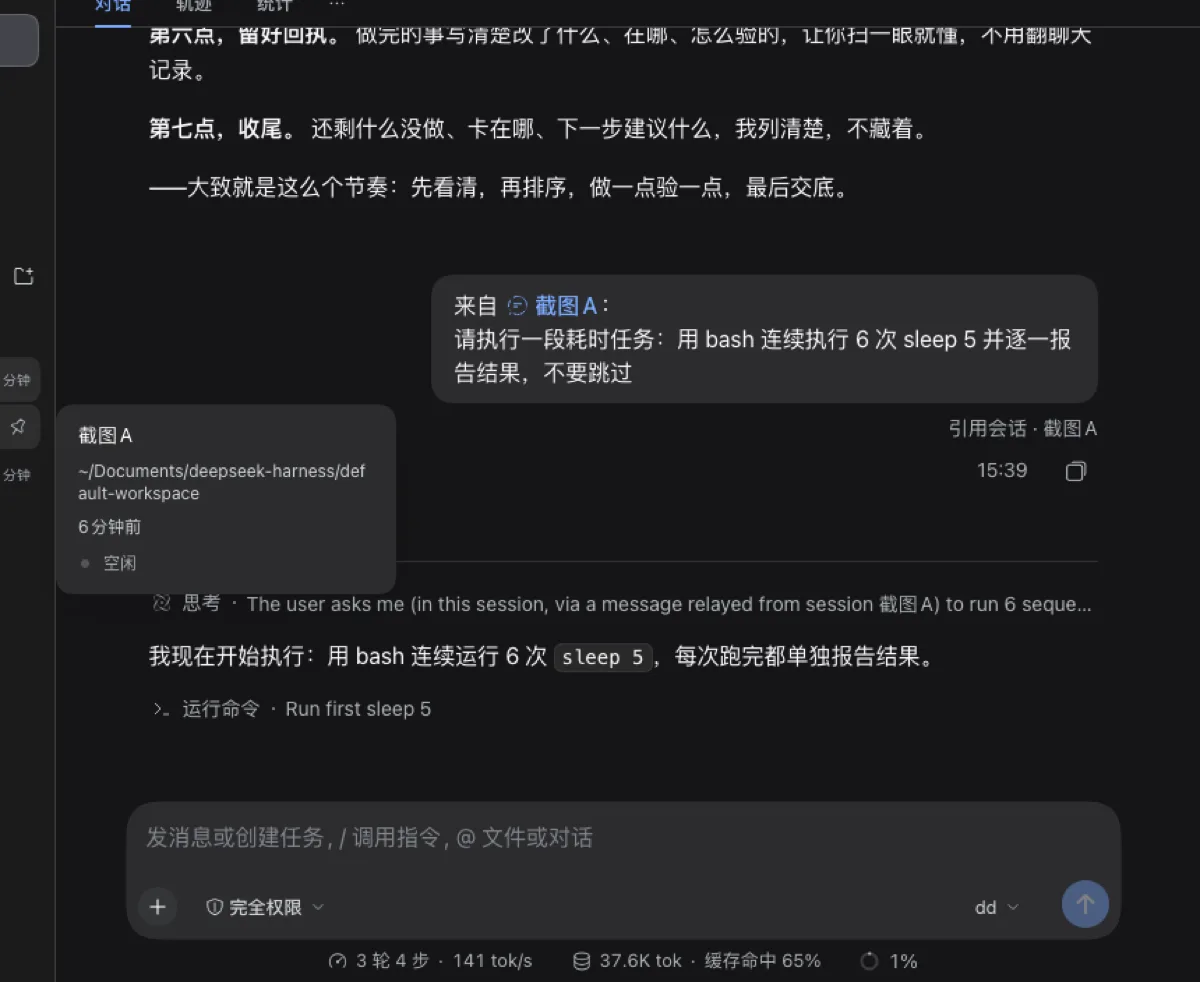 对话 轨迹 统计 ...
第六点，留好回执。 做完的事写清楚改了什么、在哪、怎么验的，让你扫一眼就懂，不用翻聊天
记录。
第七点，收尾。 还剩什么没做、卡在哪、下一步建议什么，我列清楚，不藏着。
——大致就是这么个节奏：先看清，再排序，做一点验一点，最后交底。
来自 截图A：
请执行一段耗时任务：用 bash 连续执行 6 次 sleep 5 并逐一报
告结果，不要跳过
引用会话 · 截图A
15:39
分钟
分钟
截图A
~/Documents/deepseek-harness/def
ault-workspace
6分钟前
空闲
思考 · The user asks me (in this session, via a message relayed from session 截图A) to run 6 seque...
我现在开始执行：用 bash 连续运行 6 次 sleep 5，每次跑完都单独报告结果。
运行命令 · Run first sleep 5
发消息或创建任务, / 调用指令, @ 文件或对话
完全权限
dd
3 轮 4 步 · 141 tok/s 37.6K tok · 缓存命中 65% 1%